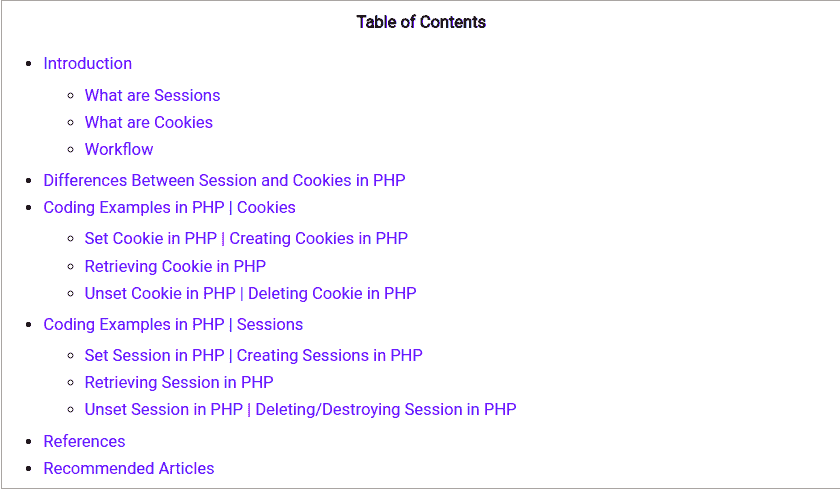 Table of Contents
Introduction
What are Sessions
What are Cookies
Workflow
Differences Between Session and Cookies in PHP
Coding Examples in PHP | Cookies
Set Cookie in PHP | Creating Cookies in PHP
Retrieving Cookie in PHP
Unset Cookie in PHP | Deleting Cookie in PHP
Coding Examples in PHP | Sessions
Set Session in PHP | Creating Sessions in PHP
Retrieving Session in PHP
Unset Session in PHP | Deleting/Destroying Session in PHP
References
Recommended Articles